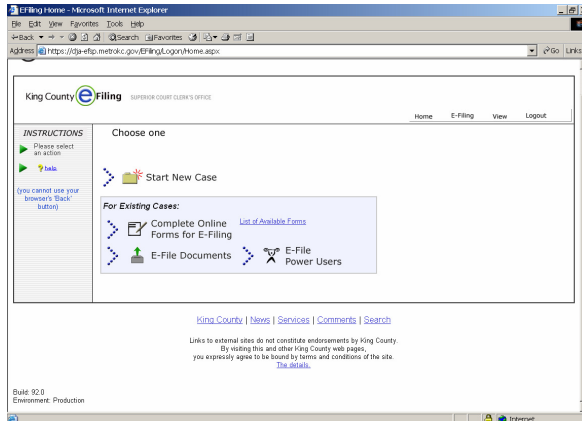 EFiling Home - Microsoft Internet Explorer
File Edit View Favorites Tools Help
Back Search Favorites
Address https://dja-efsp.metrokc.gov/EFiling/Logon/Home.aspx Go Links
King County eFiling SUPERIOR COURT CLERK'S OFFICE
Home E-Filing View Logout
INSTRUCTIONS
Please select
an action
? help
(you cannot use your
browser's 'Back'
button)
Choose one
Start New Case
For Existing Cases:
Complete Online
Forms for E-Filing
List of Available Forms
E-File Documents
E-File
Power Users
King County | News | Services | Comments | Search
Links to external sites do not constitute endorsements by King County.
By visiting this and other King County web pages,
you expressly agree to be bound by terms and conditions of the site.
The details.
Build: 92.0
Environment: Production
Internet